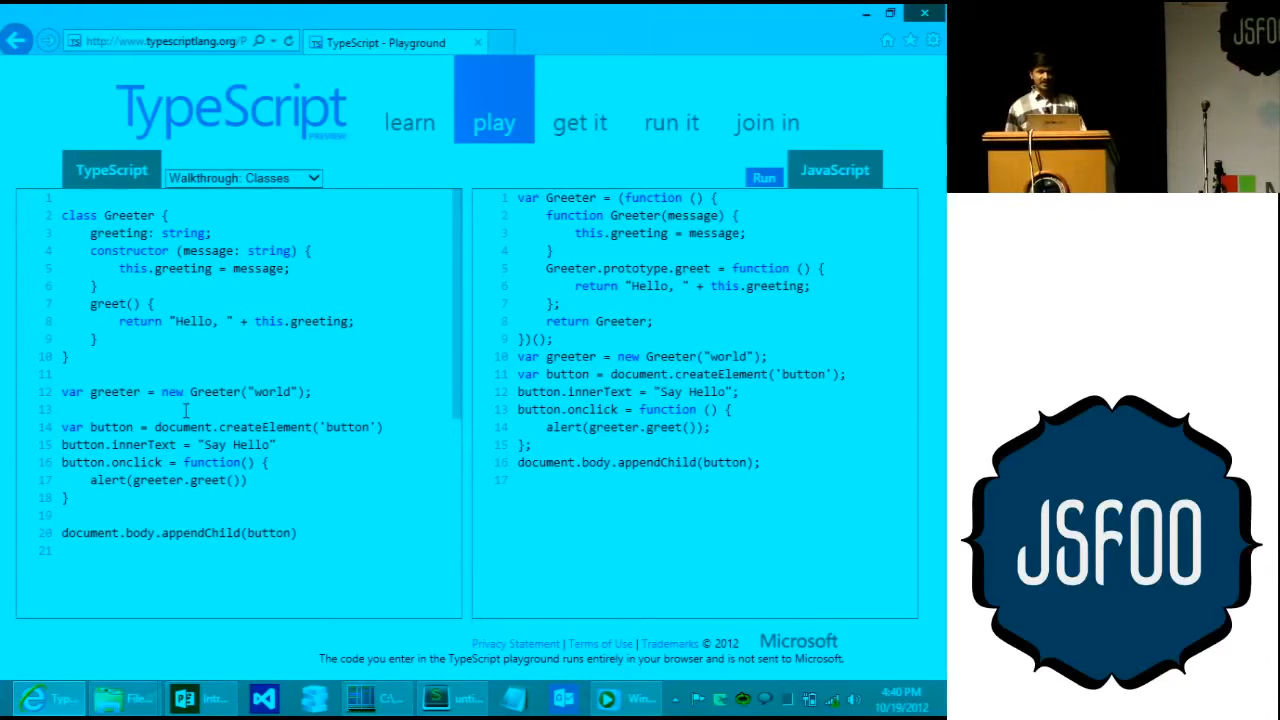 http://www.typescriptlang.org/P
TypeScript - Playground
TypeScript
PREVIEW
learn
play
get it
run it
join in
TypeScript
Walkthrough: Classes
Run
JavaScript
1
2 class Greeter {
3 greeting: string;
4 constructor (message: string) {
5 this.greeting = message;
6 }
7 greet() {
8 return "Hello, " + this.greeting;
9 }
10 }
11
12 var greeter = new Greeter("world");
13
14 var button = document.createElement('button')
15 button.innerText = "Say Hello"
16 button.onclick = function() {
17 alert(greeter.greet())
18 }
19
20 document.body.appendChild(button)
21
1 var Greeter = (function () {
2 function Greeter(message) {
3 this.greeting = message;
4 }
5 Greeter.prototype.greet = function () {
6 return "Hello, " + this.greeting;
7 };
8 return Greeter;
9 })();
10 var greeter = new Greeter("world");
11 var button = document.createElement('button');
12 button.innerText = "Say Hello";
13 button.onclick = function () {
14 alert(greeter.greet());
15 };
16 document.body.appendChild(button);
17
Privacy Statement | Terms of Use | Trademarks © 2012 Microsoft
The code you enter in the TypeScript playground runs entirely in your browser and is not sent to Microsoft.
Typ...
File...
Intr...
C:\...
unti...
Win...
4:40 PM
10/19/2012
JSFOO
JSFOO